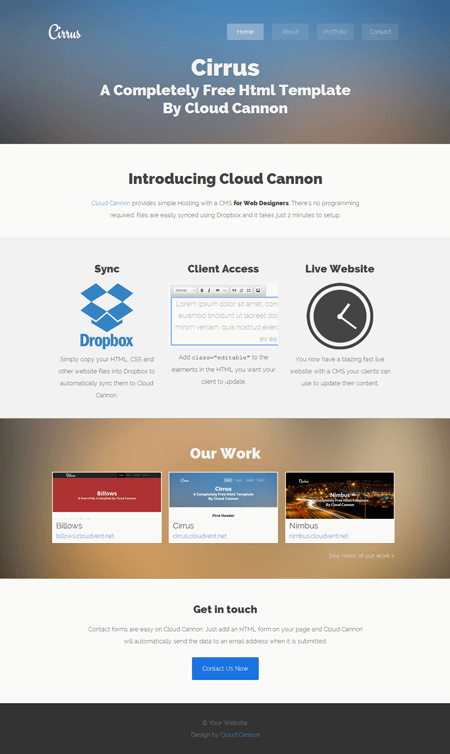 Cirrus
Home
About
Portfolio
Contact
Cirrus
A Completely Free Html Template
By Cloud Cannon
Introducing Cloud Cannon
Cloud Cannon provides simple Hosting with a CMS for Web Designers. There's no programming
required, files are easily synced using Dropbox and it takes just 2 minutes to setup.
Sync
Dropbox
Simply copy your HTML, CSS and
other website files into Dropbox to
automatically sync them to Cloud
Cannon.
Client Access
Normal
B I U
Lorem ipsum dolor sit amet, con
euismod tincidunt ut laoreet dol
minim veniam, quis nostrud exerc
ex ea
Add class="editable" to the
elements in the HTML you want your
client to update.
Live Website
You now have a blazing fast live
website with a CMS your clients can
use to update their content.
Our Work
Billows
A Free Html Template by Cloud Cannon
Billows
billows.cloudvent.net
Cirrus
A Completely Free Html Template
By Cloud Cannon
First Header
Cirrus
cirrus.cloudvent.net
Nimbus
A Completely Free Html Template
By Cloud Cannon
Nimbus
nimbus.cloudvent.net
See more of our work »
Get in touch
Contact forms are easy on Cloud Cannon. Just add an HTML form on your page and Cloud Cannon
will automatically send the data to an email address when it is submitted.
Contact Us Now
© Your Website.
Design by Cloud Cannon